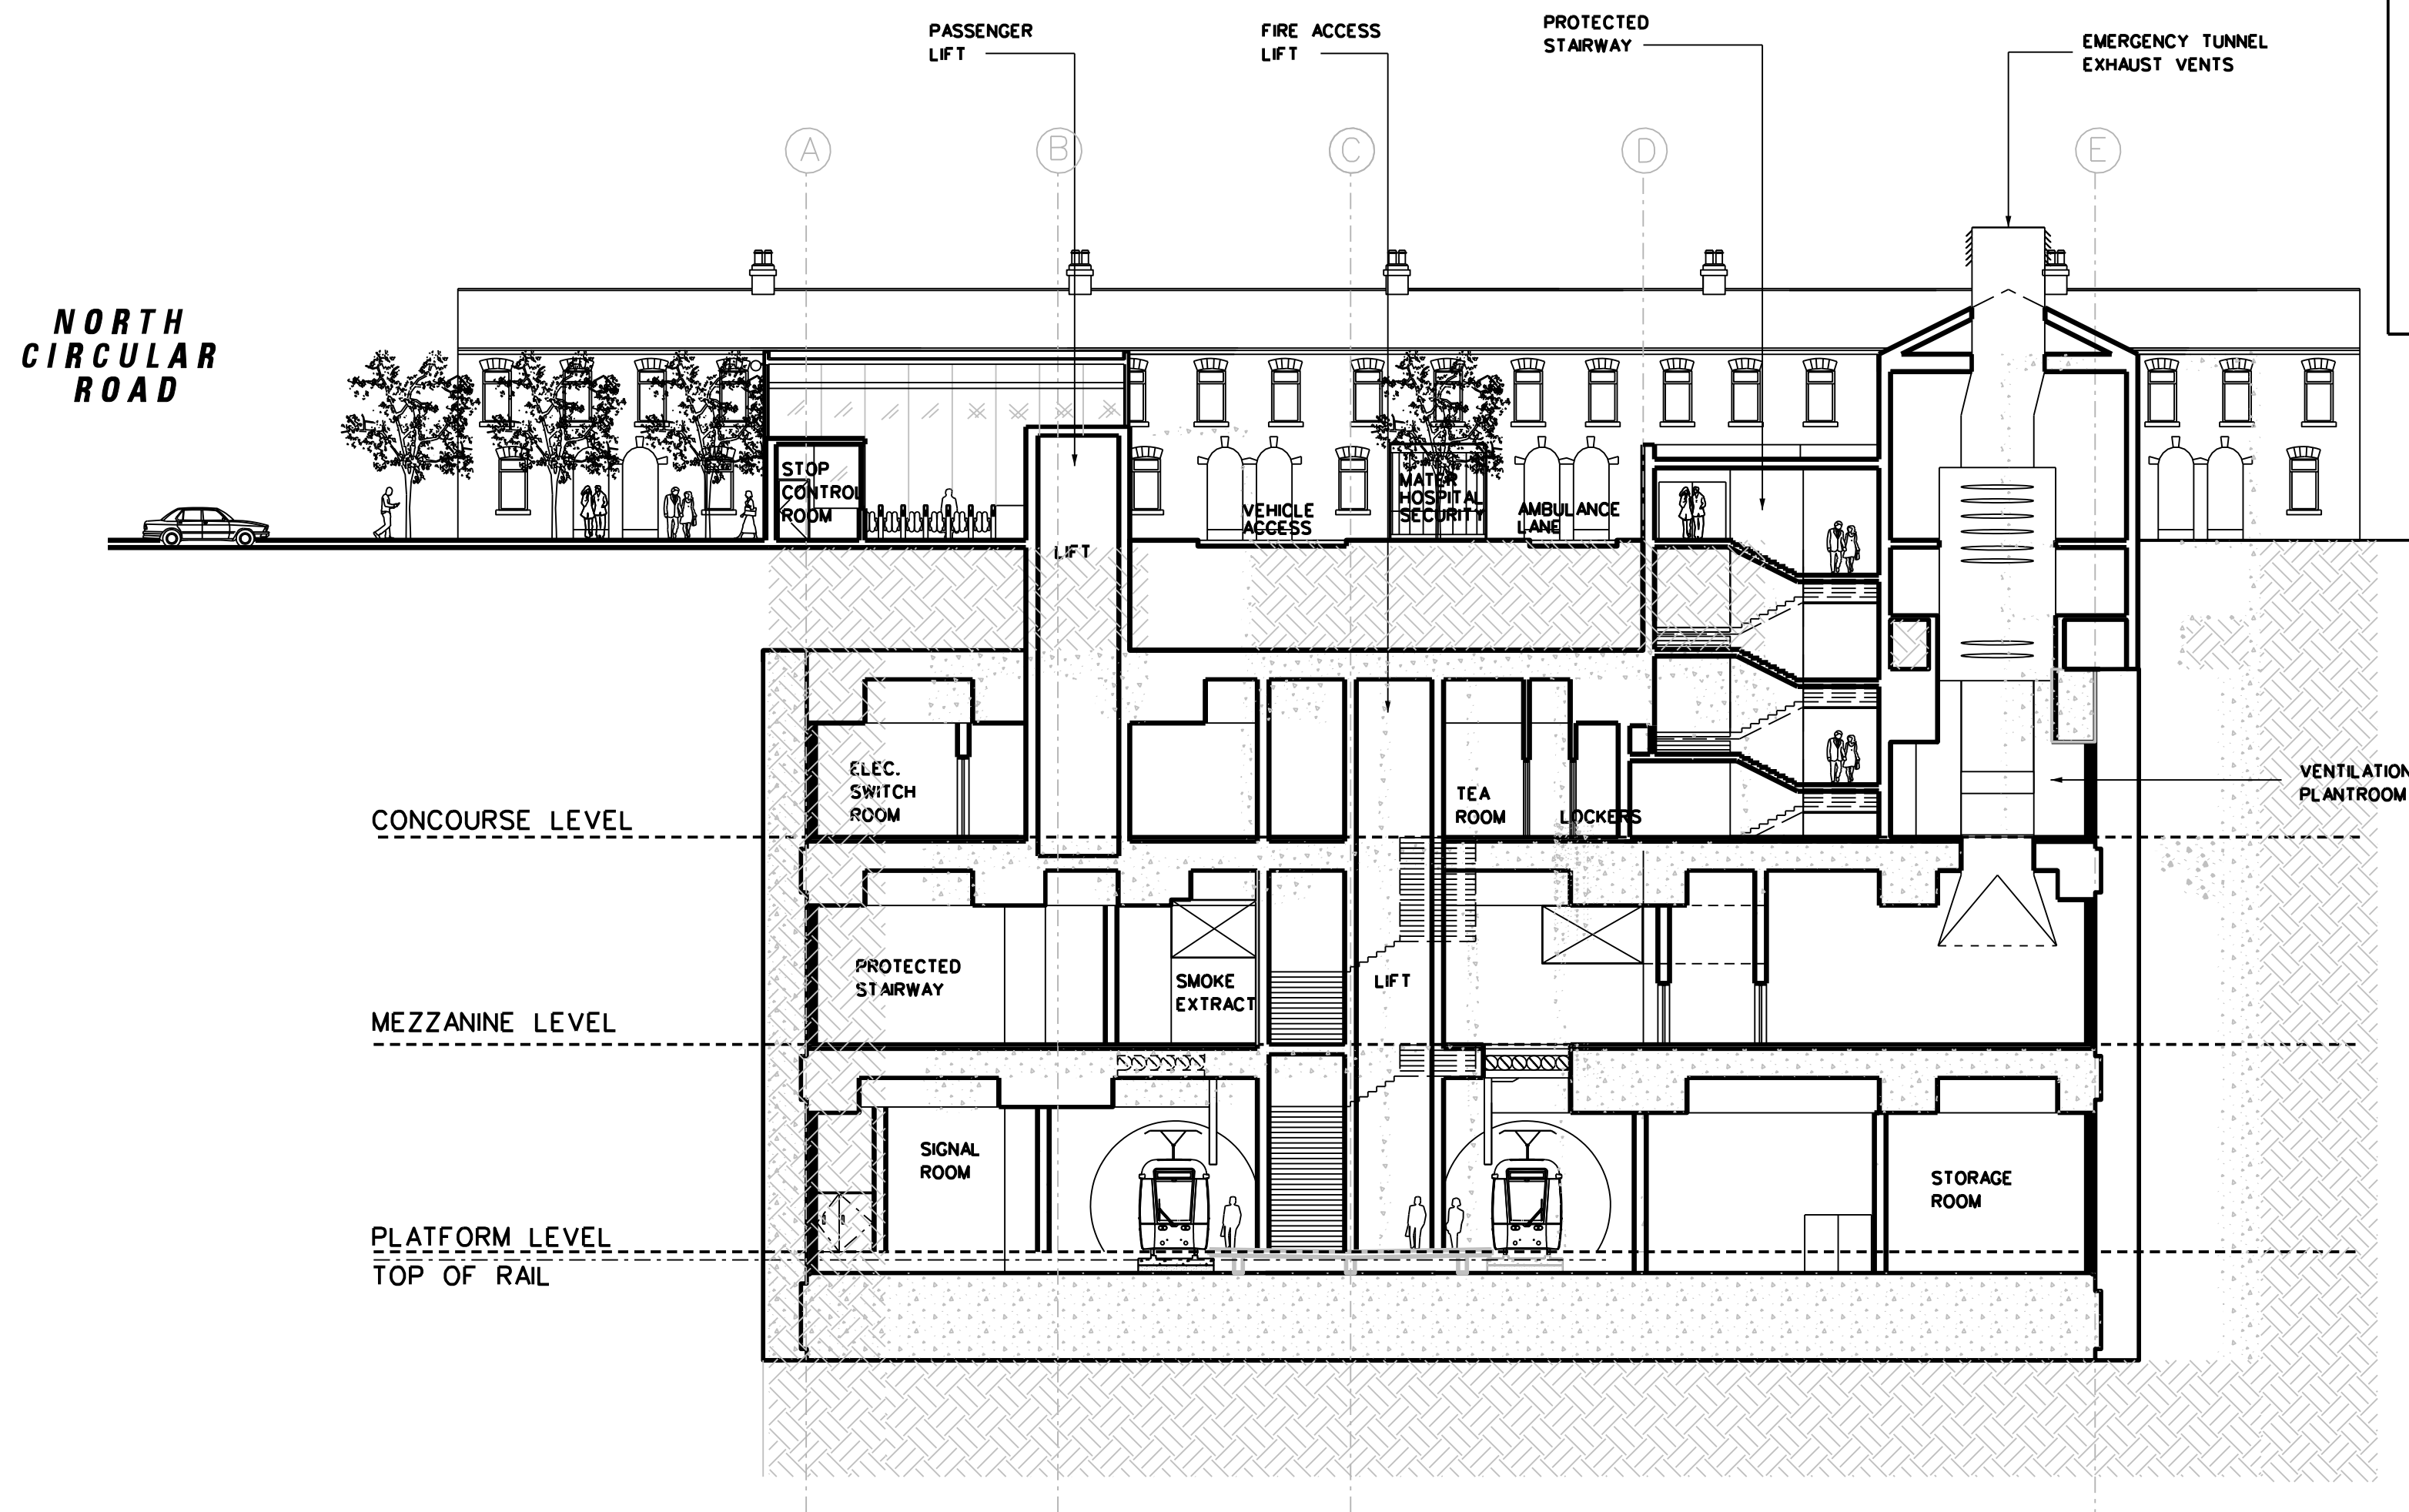 PASSENGER
LIFT
FIRE ACCESS
LIFT
PROTECTED
STAIRWAY
EMERGENCY TUNNEL
EXHAUST VENTS
A
B
C
D
E
NORTH
CIRCULAR
ROAD
STOP
CONTROL
ROOM
LIFT
VEHICLE
ACCESS
MATER
HOSPITAL
SECURITY
AMBULANCE
LANE
ELEC.
SWITCH
ROOM
TEA
ROOM
LOCKERS
VENTILATION
PLANTROOM
CONCOURSE LEVEL
PROTECTED
STAIRWAY
SMOKE
EXTRACT
LIFT
MEZZANINE LEVEL
SIGNAL
ROOM
STORAGE
ROOM
PLATFORM LEVEL
TOP OF RAIL